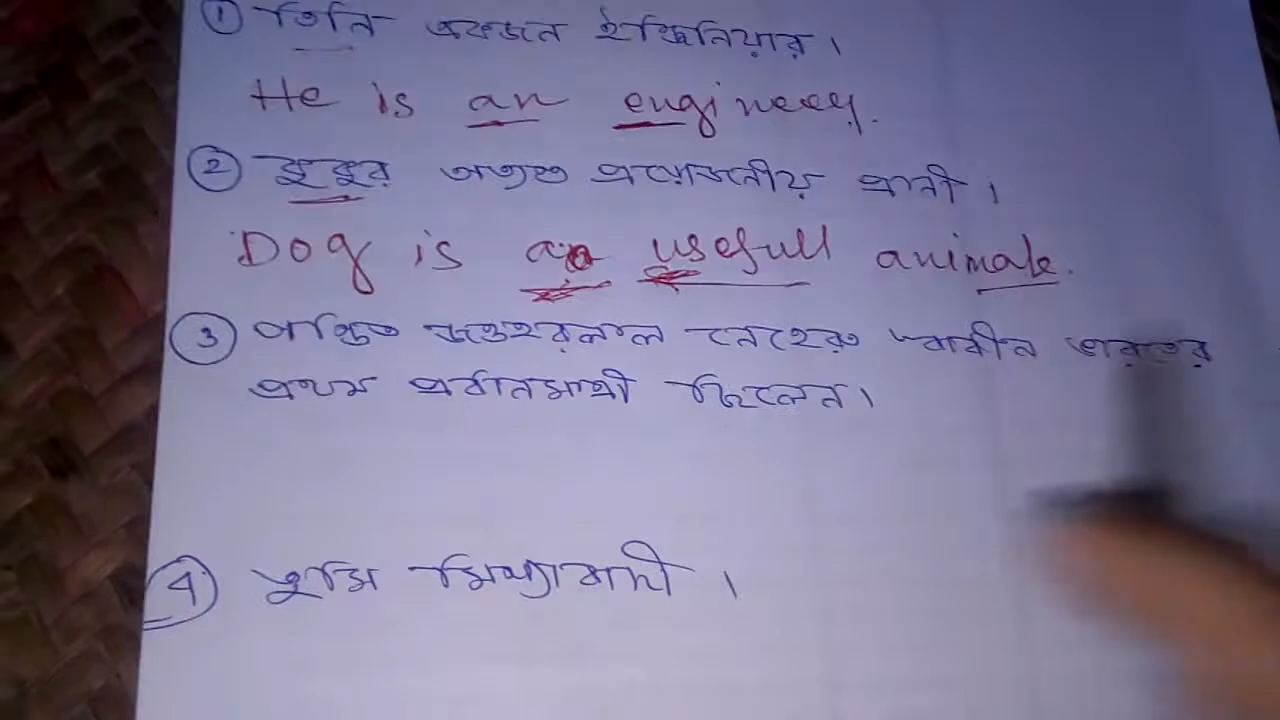 ① তিনি একজন ইঞ্জিনিয়ার।
He is an engineer.
② কুকুর অত্যন্ত প্রয়োজনীয় প্রানী।
Dog is a usefull animale.
③ পণ্ডিত জওহরলাল নেহেরু স্বাধীন ভারতের
প্রথম প্রধানমন্ত্রী ছিলেন।
④ তুমি মিথ্যাবাদী।